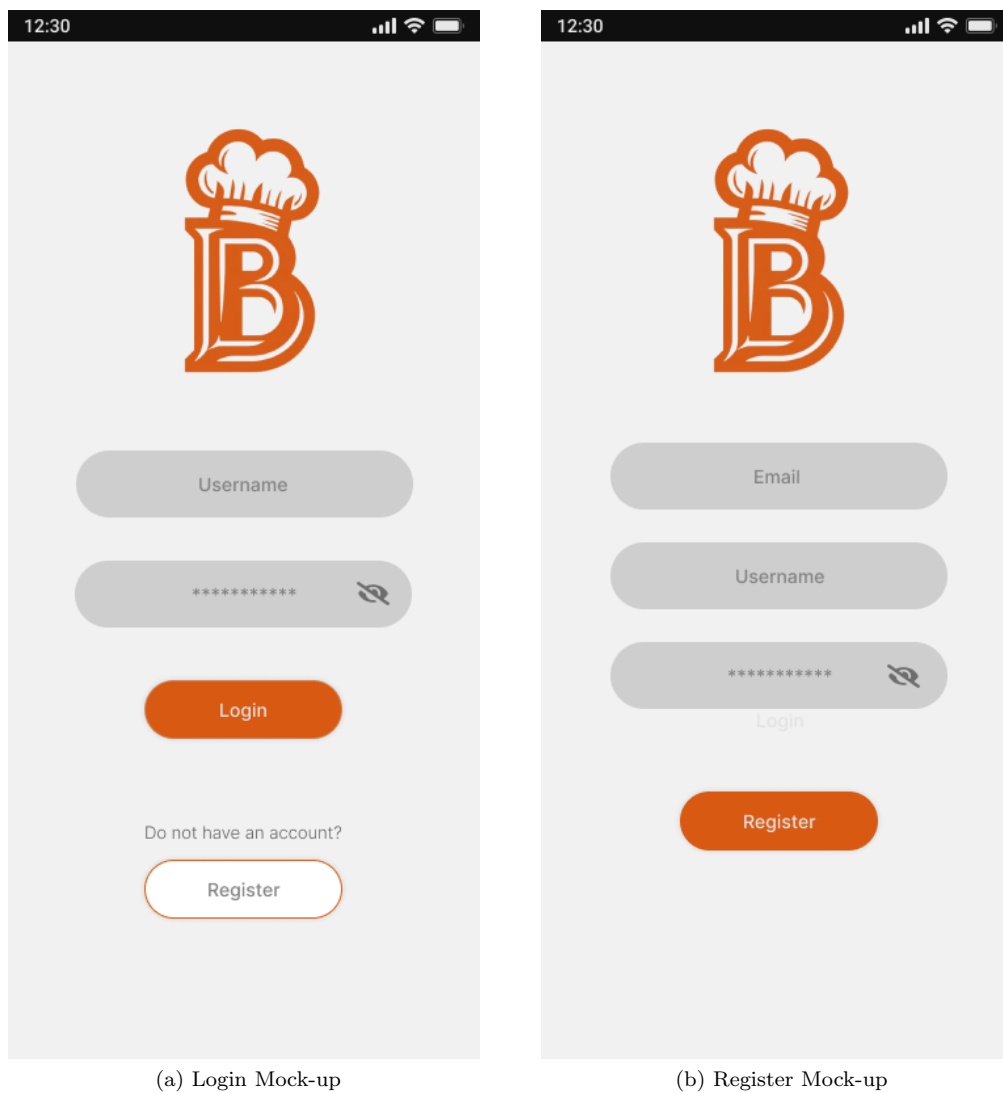 12:30
B
Username
***********
Login
Do not have an account?
Register
(a) Login Mock-up
12:30
B
Email
Username
***********
Login
Register
(b) Register Mock-up